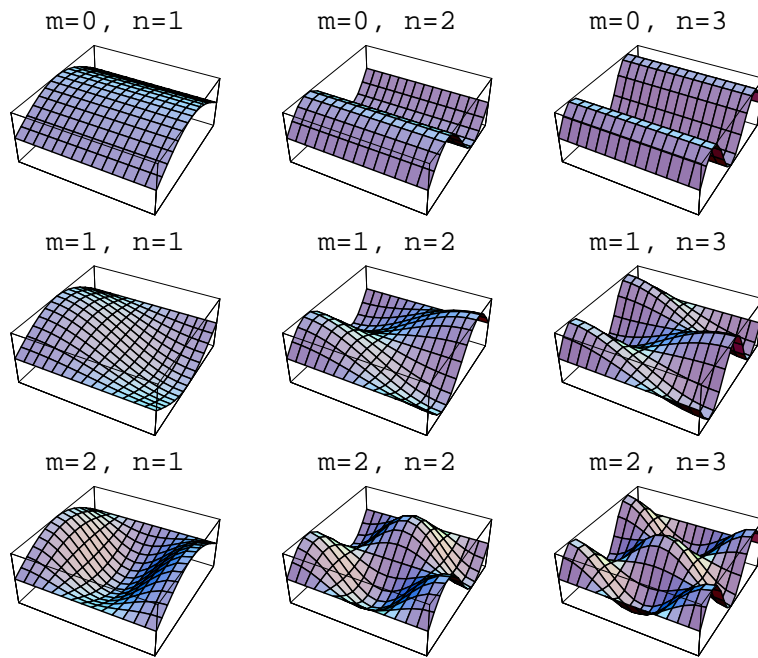 m=0, n=1 m=0, n=2 m=0, n=3
m=1, n=1 m=1, n=2 m=1, n=3
m=2, n=1 m=2, n=2 m=2, n=3